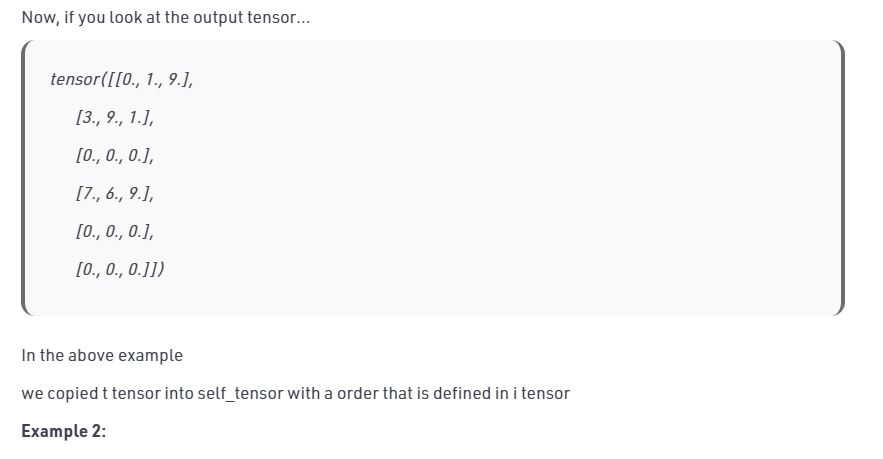 Now, if you look at the output tensor...
tensor([[0., 1., 9.],
[3., 9., 1.],
[0., 0., 0.],
[7., 6., 9.],
[0., 0., 0.],
[0., 0., 0.]])
In the above example
we copied t tensor into self_tensor with a order that is defined in i tensor
Example 2: